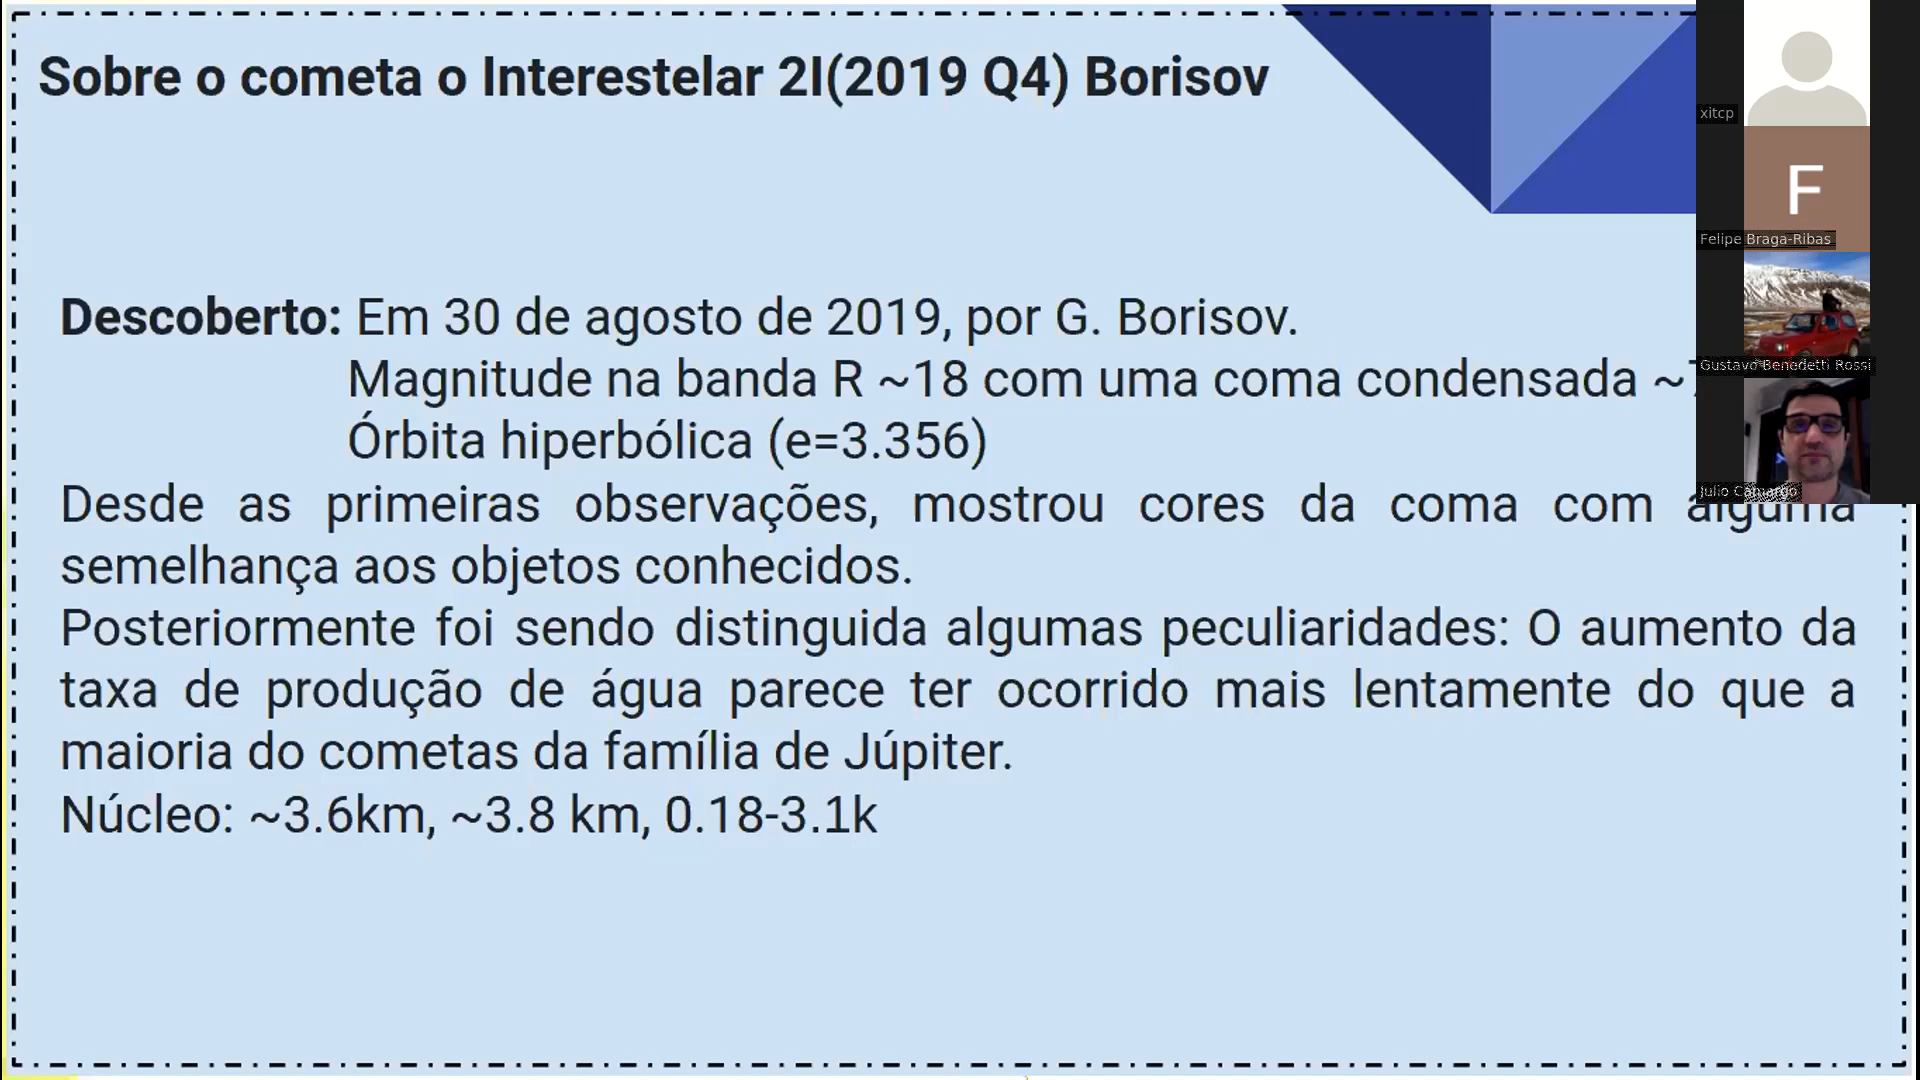 Sobre o cometa o Interestelar 2I(2019 Q4) Borisov
Descoberto: Em 30 de agosto de 2019, por G. Borisov.
Magnitude na banda R ~18 com uma coma condensada ~
Órbita hiperbólica (e=3.356)
Desde as primeiras observações, mostrou cores da coma com alguma
semelhança aos objetos conhecidos.
Posteriormente foi sendo distinguida algumas peculiaridades: O aumento da
taxa de produção de água parece ter ocorrido mais lentamente do que a
maioria do cometas da família de Júpiter.
Núcleo: ~3.6km, ~3.8 km, 0.18-3.1k
xitcp
F
Felipe Braga-Ribas
Gustavo Benedetti Rossi
Julio Camargo